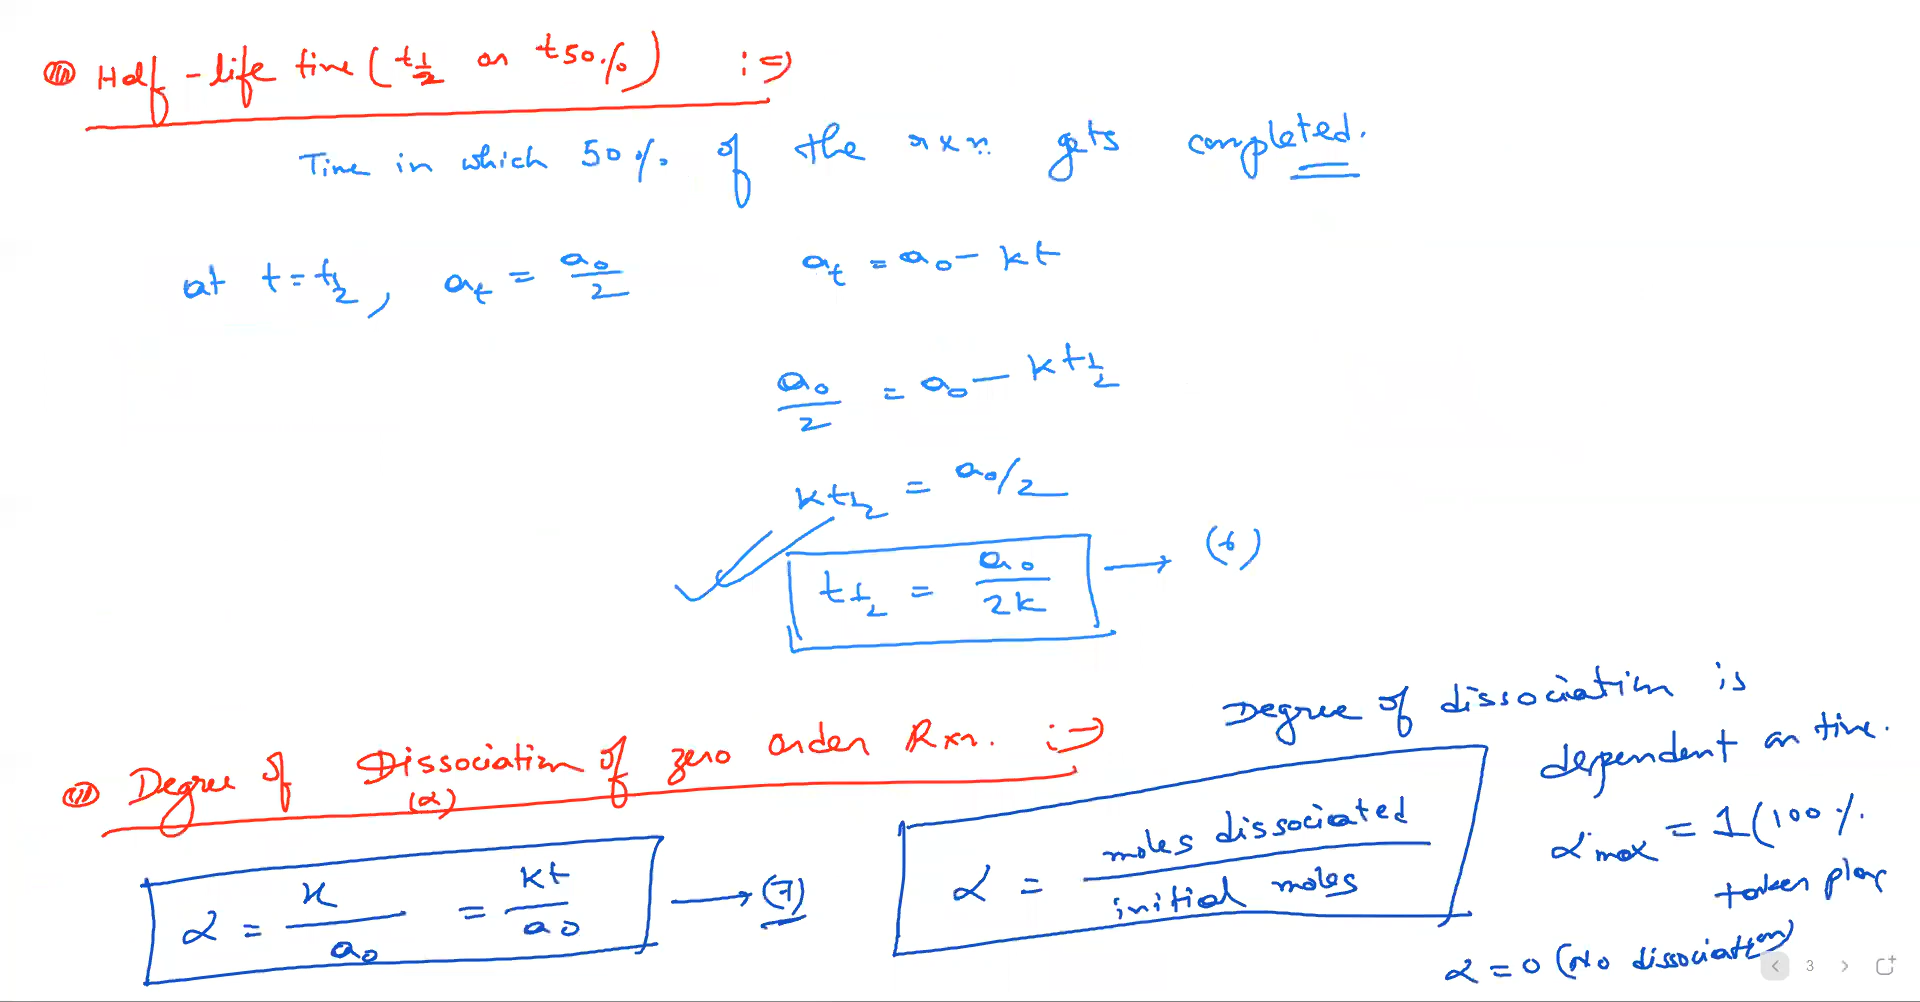 (ii) Half-life time (t½ or t50%) :⇒
Time in which 50% of the rxn gets completed.
at t = t½, at = a₀/2
at = a₀ - kt
a₀/2 = a₀ - kt½
kt½ = a₀/2
t½ = a₀/2k → (6)
(iii) Degree of Dissociation of zero order Rxn. :⇒
(α)
α = x/a₀ = kt/a₀ → (7)
α = moles dissociated / initial moles
Degree of dissociation is
dependent on time.
αmax = 1 (100%
taken place
α = 0 (No dissociation)
3